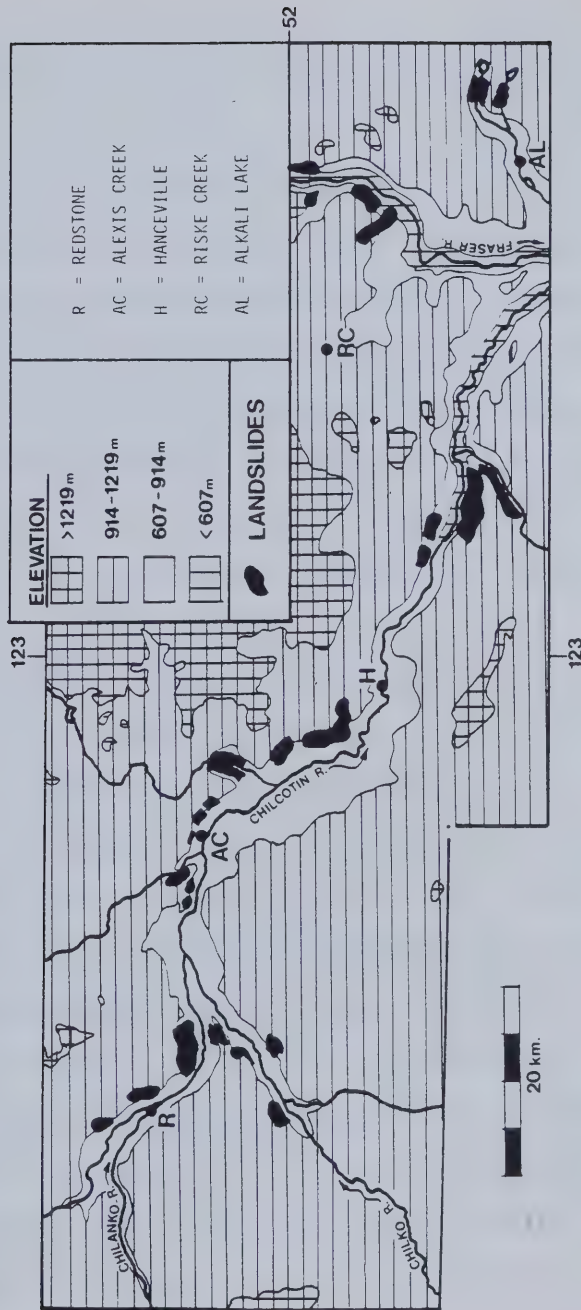 R = REDSTONE
AC = ALEXIS CREEK
H = HANCEVILLE
RC = RISKE CREEK
AL = ALKALI LAKE
ELEVATION
>1219 m
914-1219 m
607-914 m
<607 m
LANDSLIDES
123
52
RC
AL
FRASER R.
H
AC
CHILCOTIN R.
R
CHILANKO R.
CHILKO R.
123
20 km.